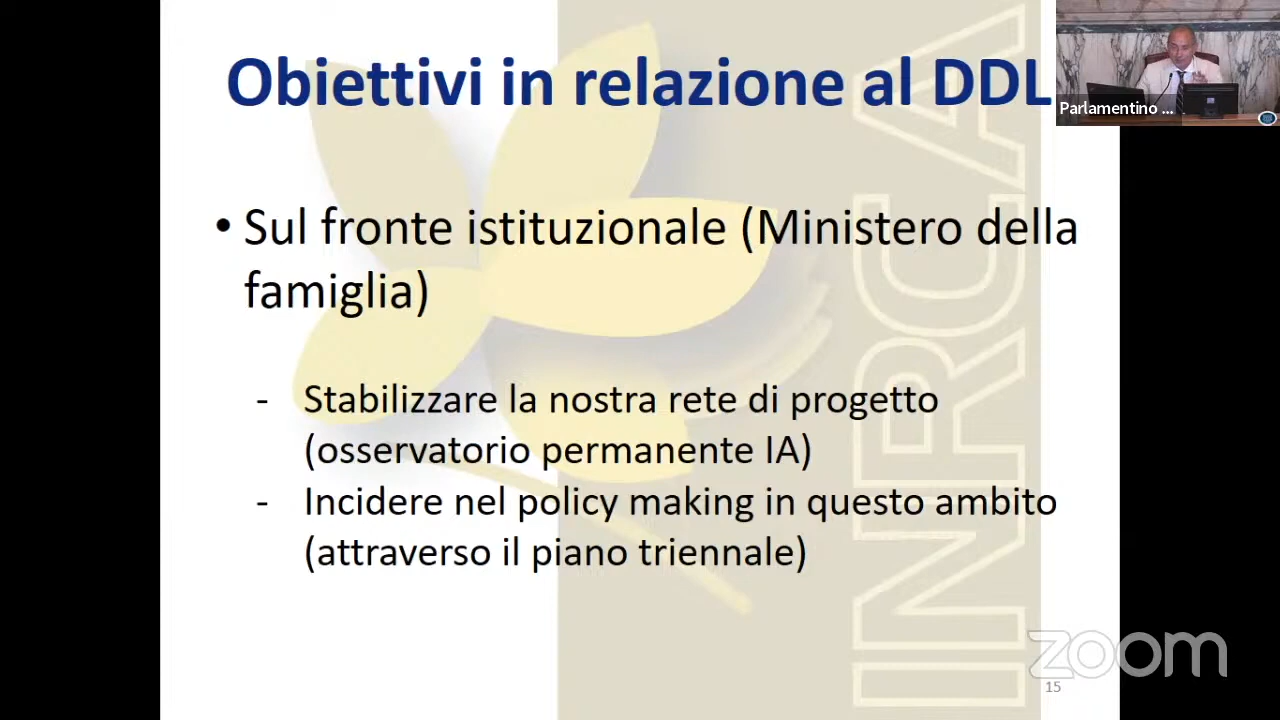 Obiettivi in relazione al DDL
Parlamentino ...
• Sul fronte istituzionale (Ministero della
famiglia)
- Stabilizzare la nostra rete di progetto
(osservatorio permanente IA)
- Incidere nel policy making in questo ambito
(attraverso il piano triennale)
INRCA
zoom
15